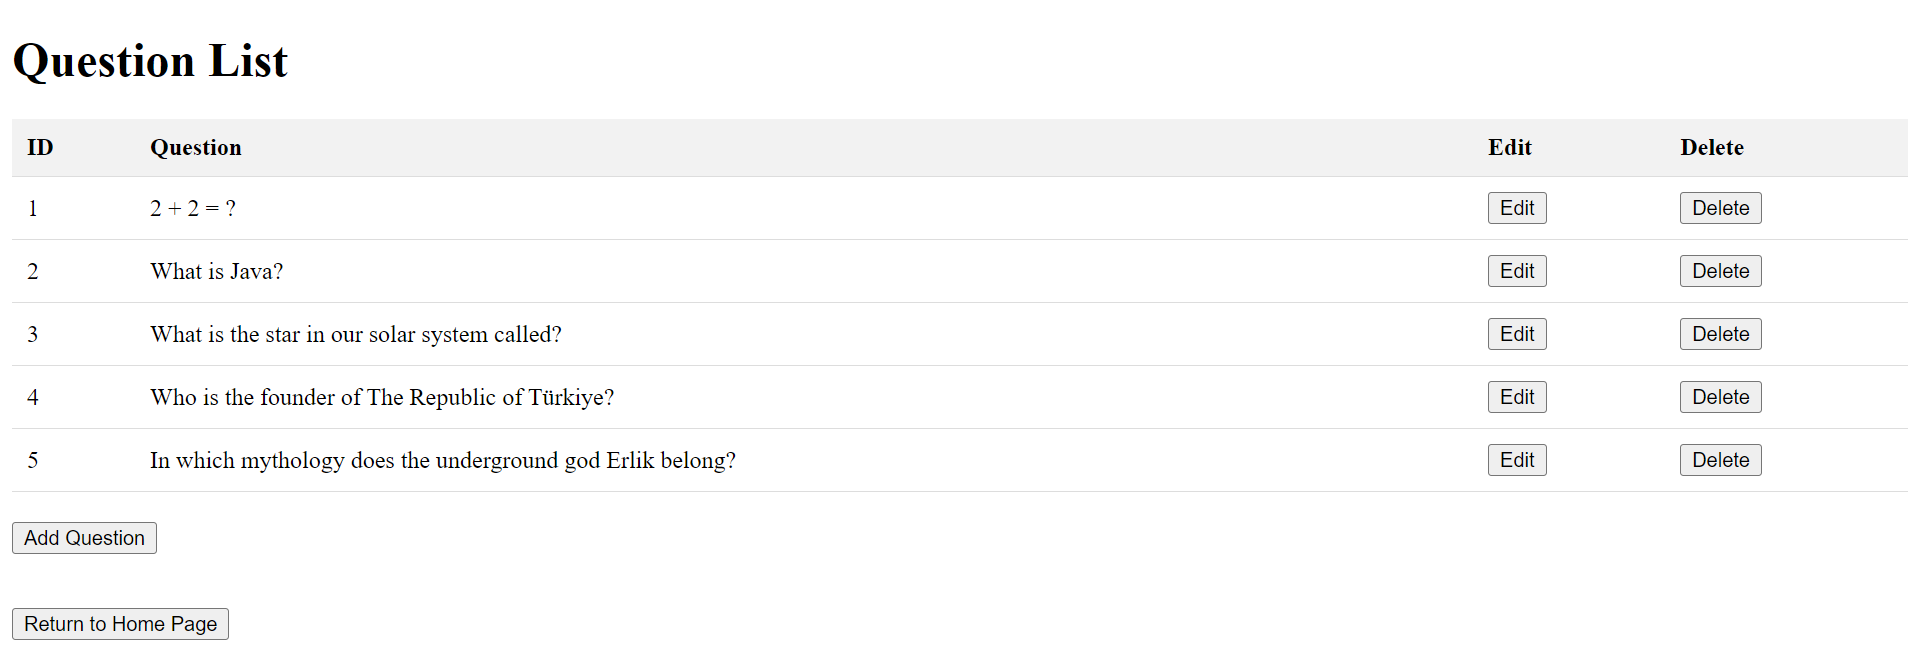 Question List
ID Question Edit Delete
1 2 + 2 = ? Edit Delete
2 What is Java? Edit Delete
3 What is the star in our solar system called? Edit Delete
4 Who is the founder of The Republic of Türkiye? Edit Delete
5 In which mythology does the underground god Erlik belong? Edit Delete
Add Question
Return to Home Page